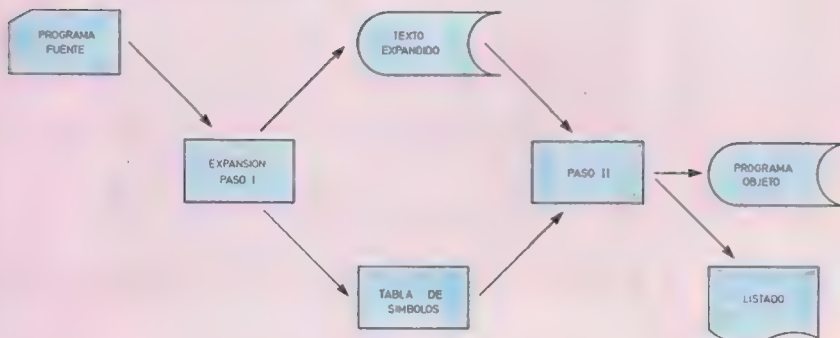 PROGRAMA
FUENTE
TEXTO
EXPANDIDO
EXPANSION
PASO I
PASO II
PROGRAMA
OBJETO
TABLA DE
SIMBOLOS
LISTADO